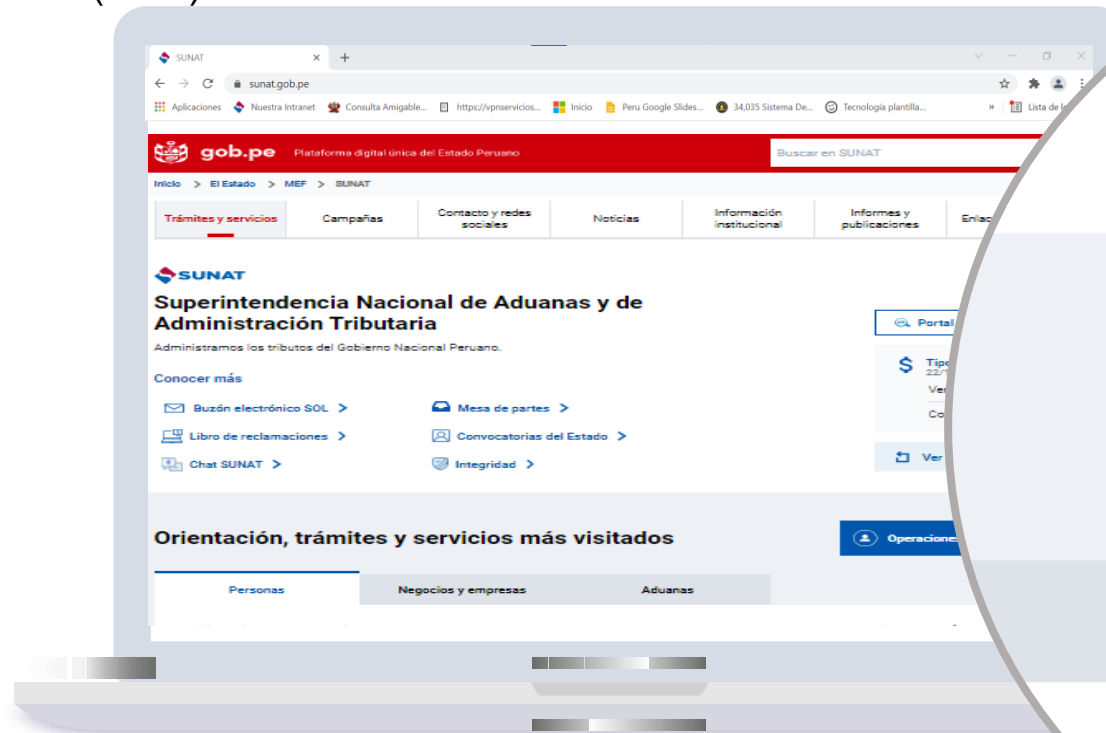 SUNAT
sunat.gob.pe
Aplicaciones Nuestra Intranet Consulta Amigable... https://vpnservicios... Inicio Peru Google Slides... 34,035 Sistema De... Tecnología plantilla... » Lista de
gob.pe Plataforma digital única del Estado Peruano Buscar en SUNAT
Inicio > El Estado > MEF > SUNAT
Trámites y servicios Campañas Contacto y redes sociales Noticias Información institucional Informes y publicaciones
SUNAT
Superintendencia Nacional de Aduanas y de
Administración Tributaria
Portal
Administramos los tributos del Gobierno Nacional Peruano.
Conocer más
Buzón electrónico SOL > Mesa de partes >
Libro de reclamaciones > Convocatorias del Estado >
Chat SUNAT > Integridad > Ver
Orientación, trámites y servicios más visitados
Personas Negocios y empresas Aduanas